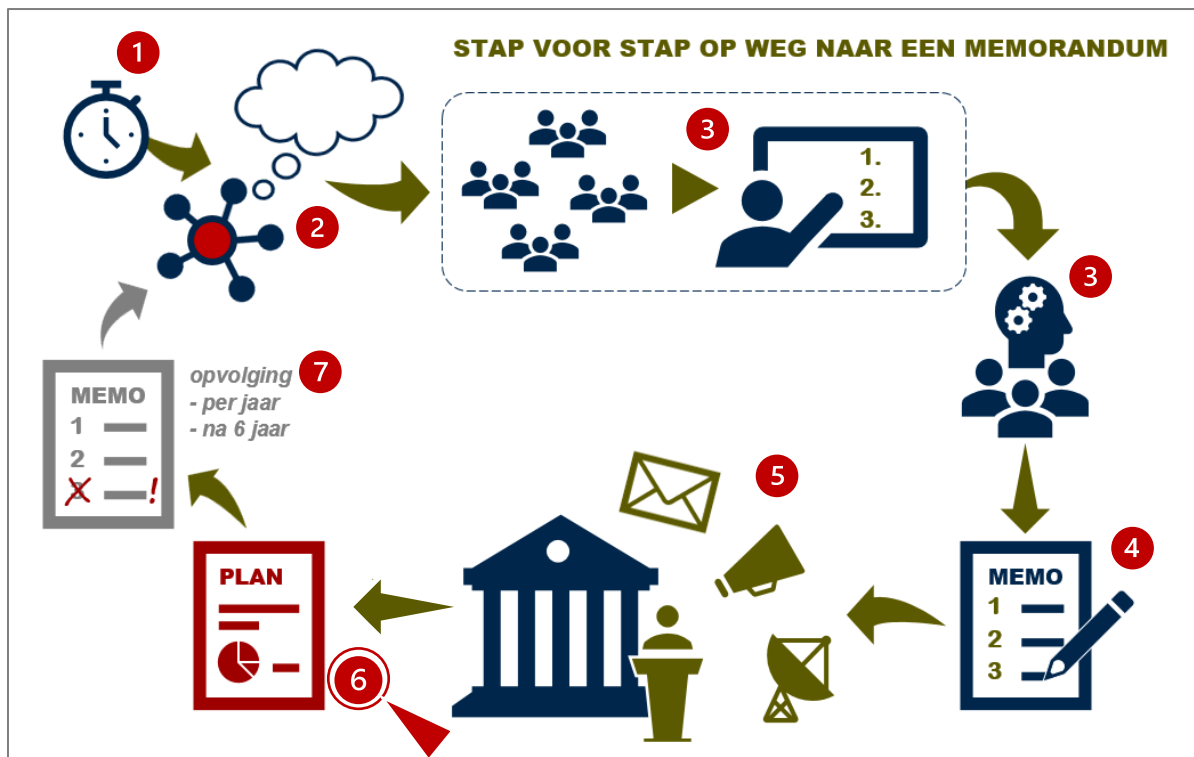 STAP VOOR STAP OP WEG NAAR EEN MEMORANDUM
1
2
3
1.
2.
3.
3
4
MEMO
1
2
3
5
6
PLAN
7
opvolging
- per jaar
- na 6 jaar
MEMO
1
2
3
!